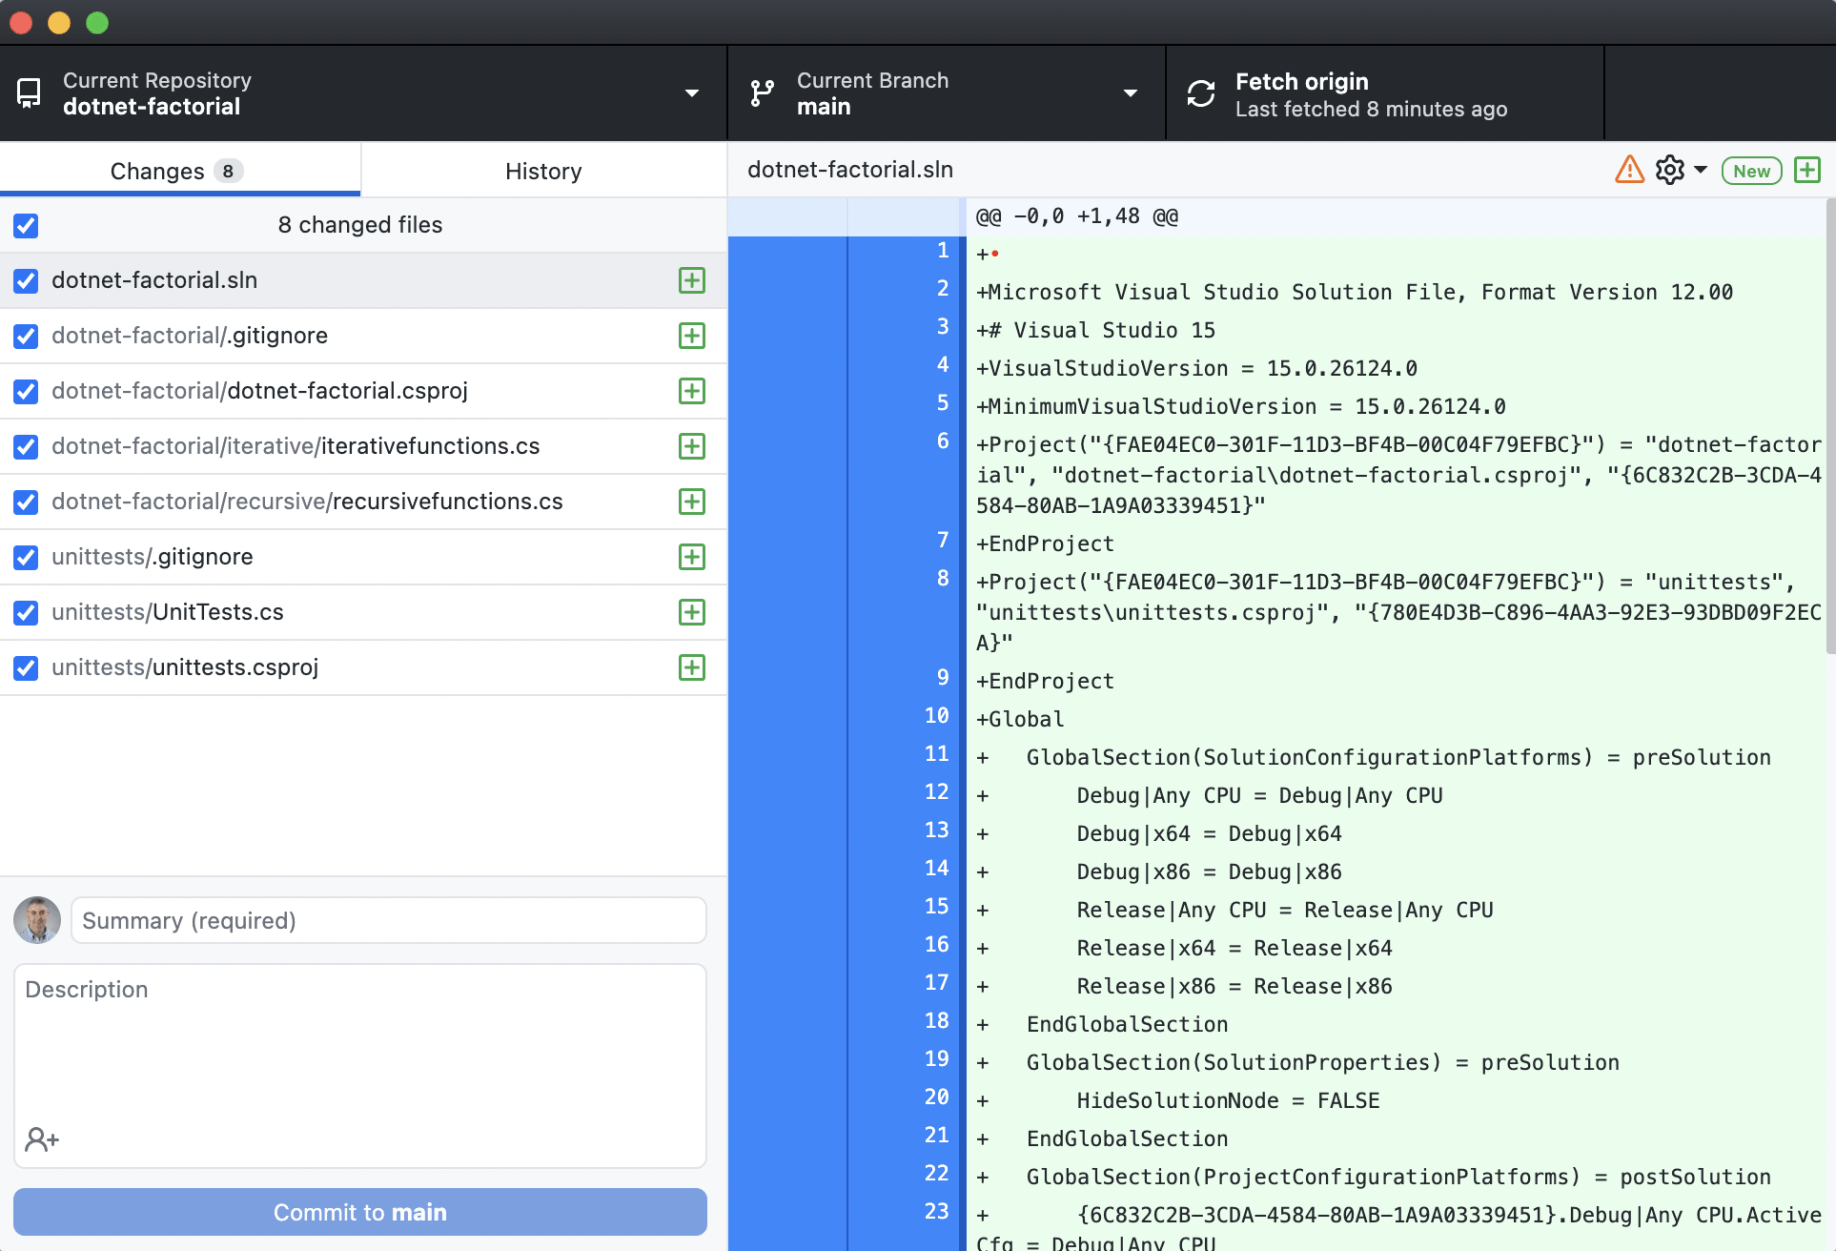 Current Repository
dotnet-factorial
Current Branch
main
Fetch origin
Last fetched 8 minutes ago
Changes 8
History
dotnet-factorial.sln
New
8 changed files
dotnet-factorial.sln
dotnet-factorial/.gitignore
dotnet-factorial/dotnet-factorial.csproj
dotnet-factorial/iterative/iterativefunctions.cs
dotnet-factorial/recursive/recursivefunctions.cs
unittests/.gitignore
unittests/UnitTests.cs
unittests/unittests.csproj
Summary (required)
Description
Commit to main
@@ -0,0 +1,48 @@
1 +
2 +Microsoft Visual Studio Solution File, Format Version 12.00
3 +# Visual Studio 15
4 +VisualStudioVersion = 15.0.26124.0
5 +MinimumVisualStudioVersion = 15.0.26124.0
6 +Project("{FAE04EC0-301F-11D3-BF4B-00C04F79EFBC}") = "dotnet-factor
ial", "dotnet-factorial\dotnet-factorial.csproj", "{6C832C2B-3CDA-4
584-80AB-1A9A03339451}"
7 +EndProject
8 +Project("{FAE04EC0-301F-11D3-BF4B-00C04F79EFBC}") = "unittests",
"unittests\unittests.csproj", "{780E4D3B-C896-4AA3-92E3-93DBD09F2EC
A}"
9 +EndProject
10 +Global
11 + GlobalSection(SolutionConfigurationPlatforms) = preSolution
12 + Debug|Any CPU = Debug|Any CPU
13 + Debug|x64 = Debug|x64
14 + Debug|x86 = Debug|x86
15 + Release|Any CPU = Release|Any CPU
16 + Release|x64 = Release|x64
17 + Release|x86 = Release|x86
18 + EndGlobalSection
19 + GlobalSection(SolutionProperties) = preSolution
20 + HideSolutionNode = FALSE
21 + EndGlobalSection
22 + GlobalSection(ProjectConfigurationPlatforms) = postSolution
23 + {6C832C2B-3CDA-4584-80AB-1A9A03339451}.Debug|Any CPU.Active
Cfg = Debug|Any CPU